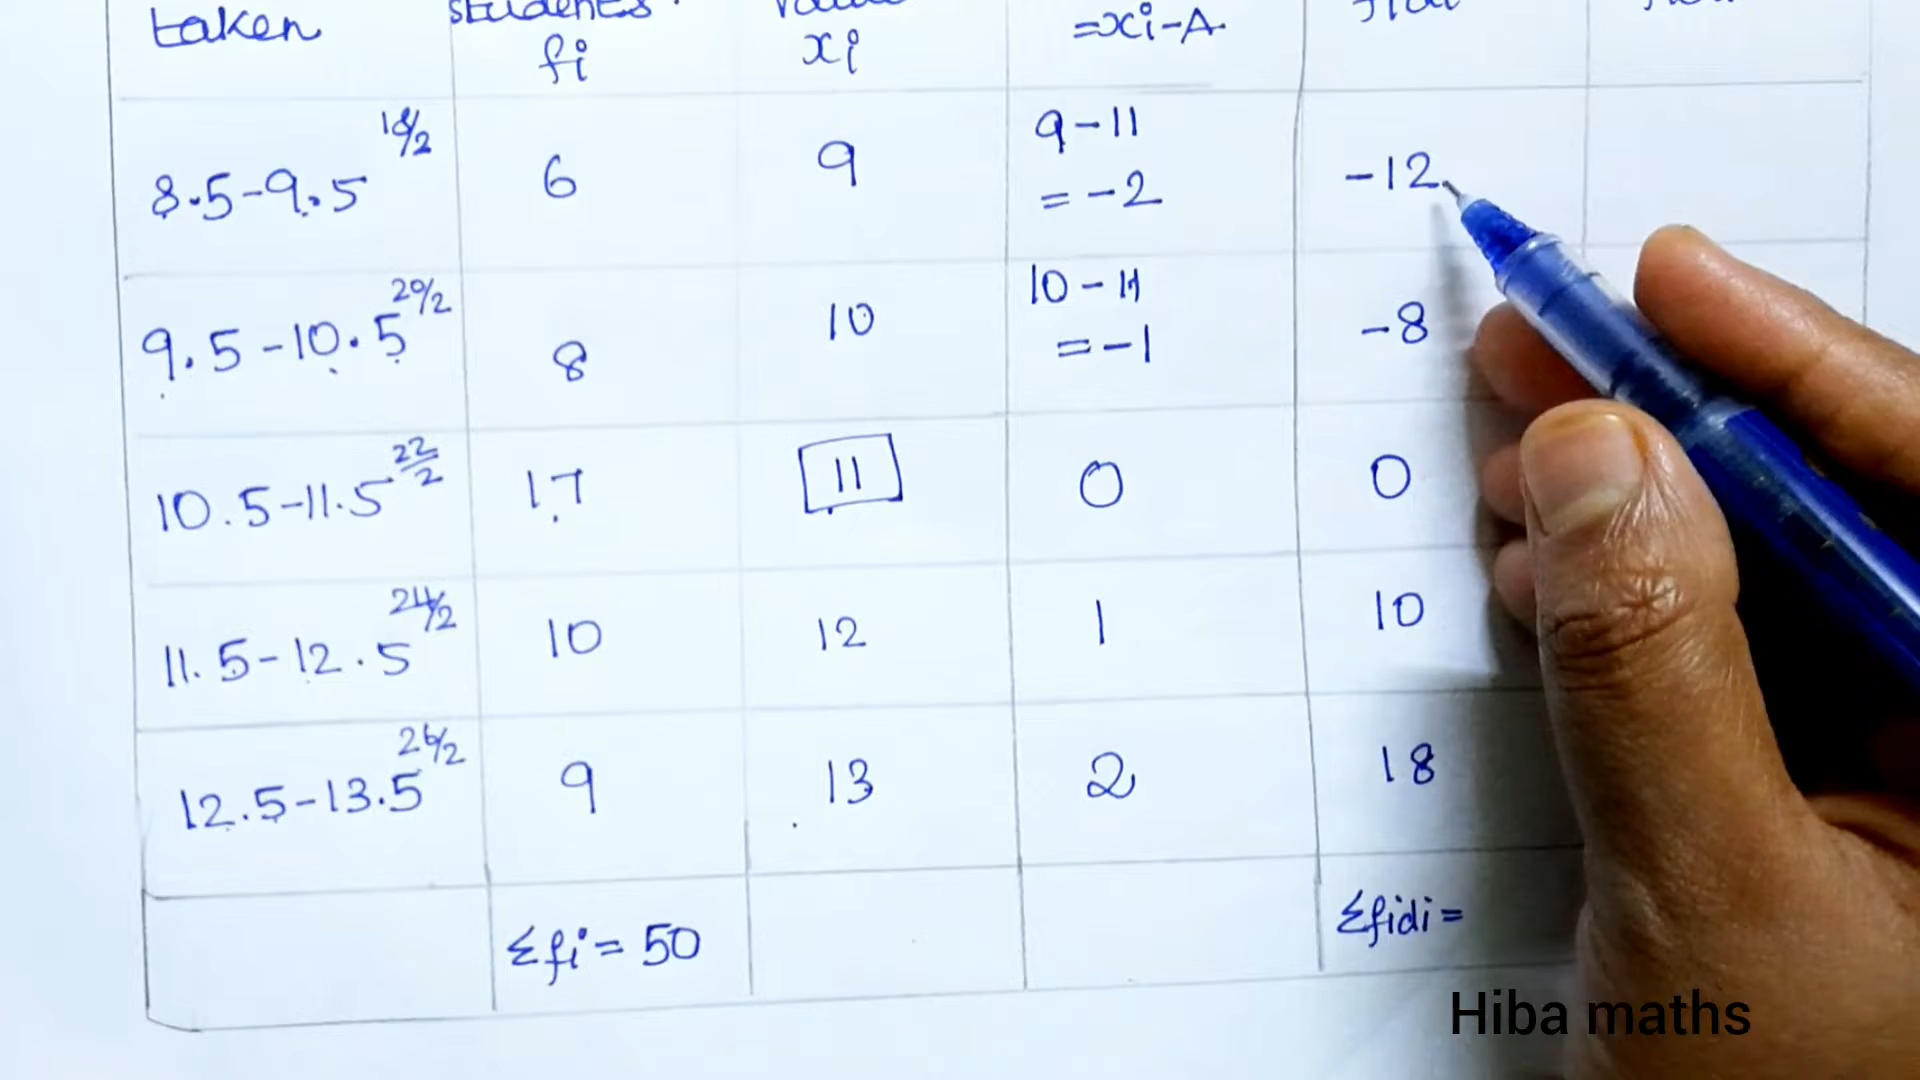 taken students. fi xi =xi-A.
8.5-9.5 18/2 6 9 9-11 = -2 -12
9.5-10.5 20/2 8 10 10-11 = -1 -8
10.5-11.5 22/2 17 11 0 0
11.5-12.5 24/2 10 12 1 10
12.5-13.5 26/2 9 13 2 18
Σfi = 50 Σfidi =
Hiba maths